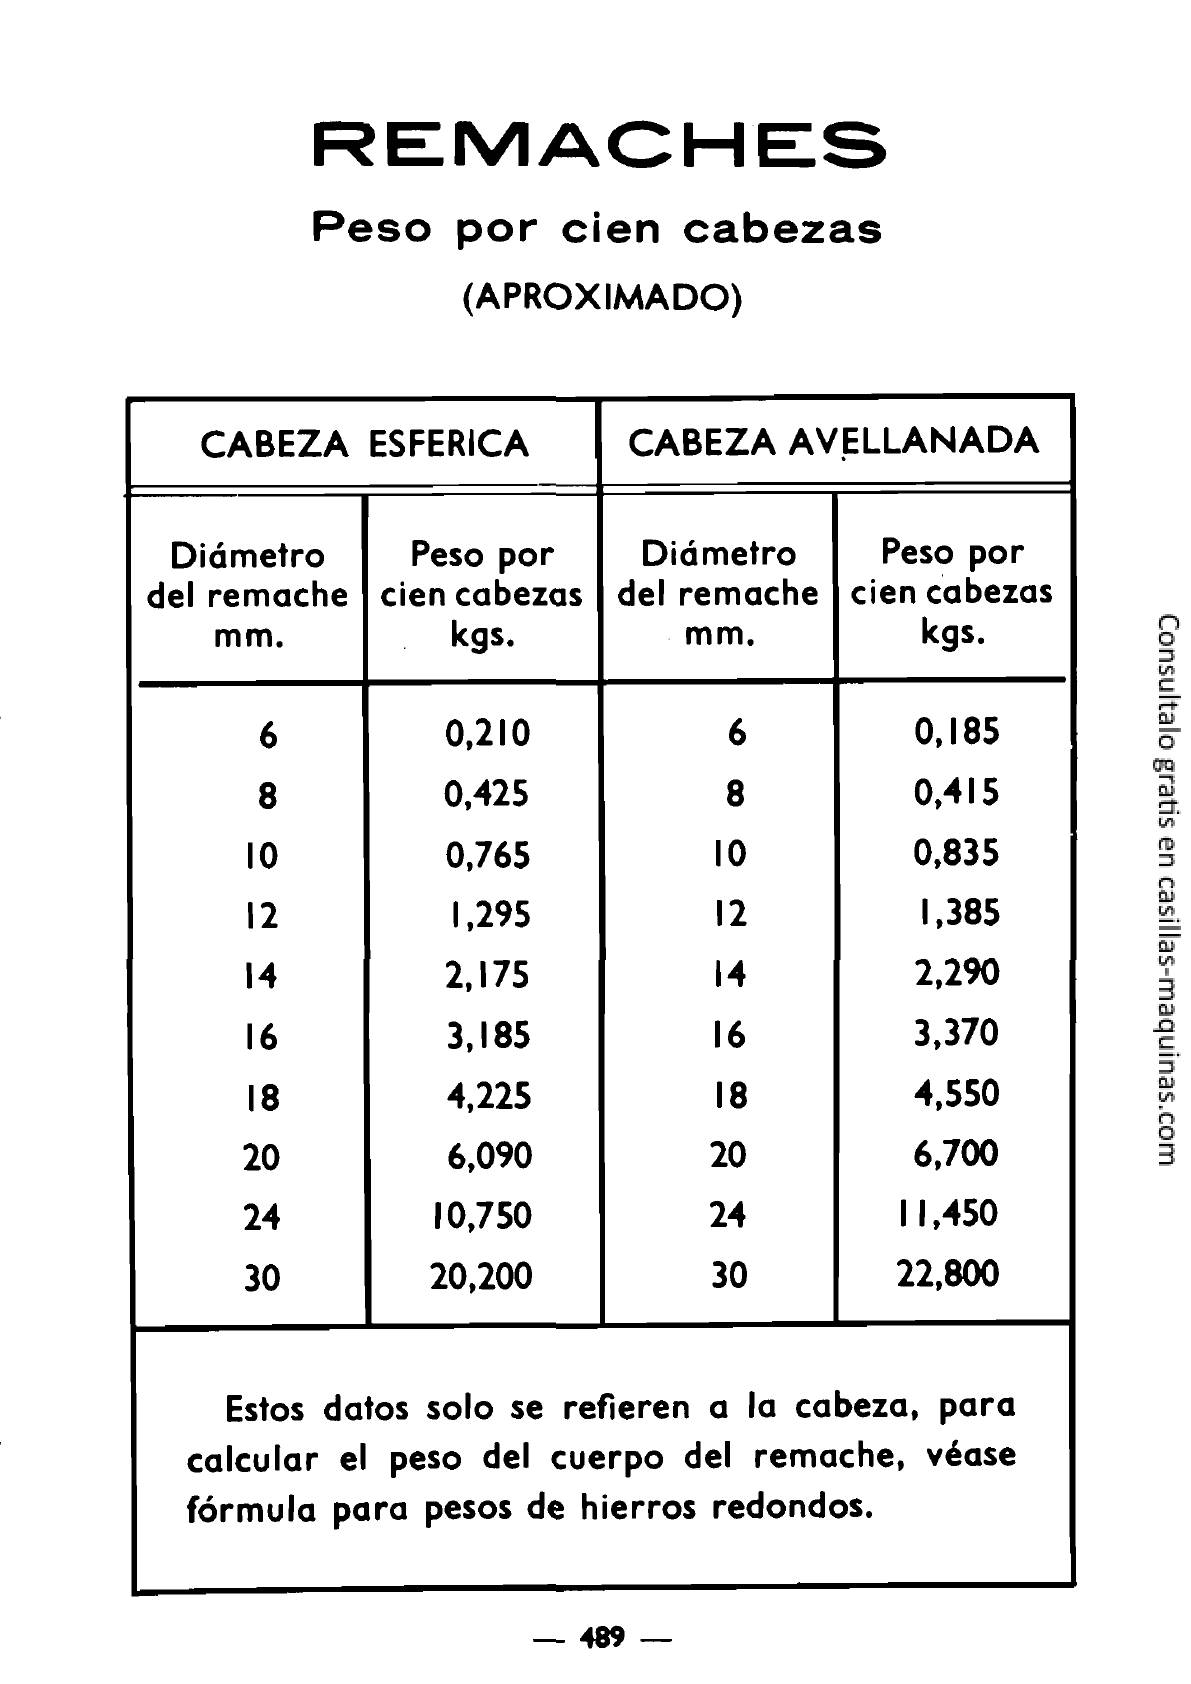 REMACHES
Peso por cien cabezas
(APROXIMADO)
CABEZA ESFERICA CABEZA AVELLANADA
Diámetro Peso por Diámetro Peso por
del remache cien cabezas del remache cien cabezas
mm. kgs. mm. kgs.
6 0,210 6 0,185
8 0,425 8 0,415
10 0,765 10 0,835
12 1,295 12 1,385
14 2,175 14 2,290
16 3,185 16 3,370
18 4,225 18 4,550
20 6,090 20 6,700
24 10,750 24 11,450
30 20,200 30 22,800
Estos datos solo se refieren a la cabeza, para
calcular el peso del cuerpo del remache, véase
fórmula para pesos de hierros redondos.
— 489 —
Consultalo gratis en casillas-maquinas.com